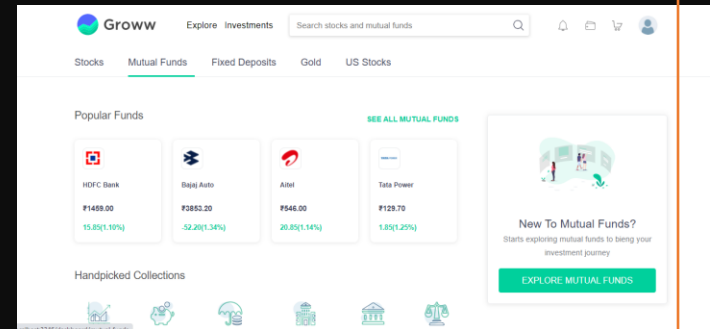 Groww Explore Investments Search stocks and mutual funds
Stocks Mutual Funds Fixed Deposits Gold US Stocks
Popular Funds SEE ALL MUTUAL FUNDS
HDFC Bank Bajaj Auto Aitel Tata Power
₹1459.00 ₹3853.20 ₹546.00 ₹129.70
15.85(1.10%) -52.20(1.34%) 20.85(1.14%) 1.85(1.25%)
New To Mutual Funds?
Starts exploring mutual funds to bieng your
investment journey
EXPLORE MUTUAL FUNDS
Handpicked Collections